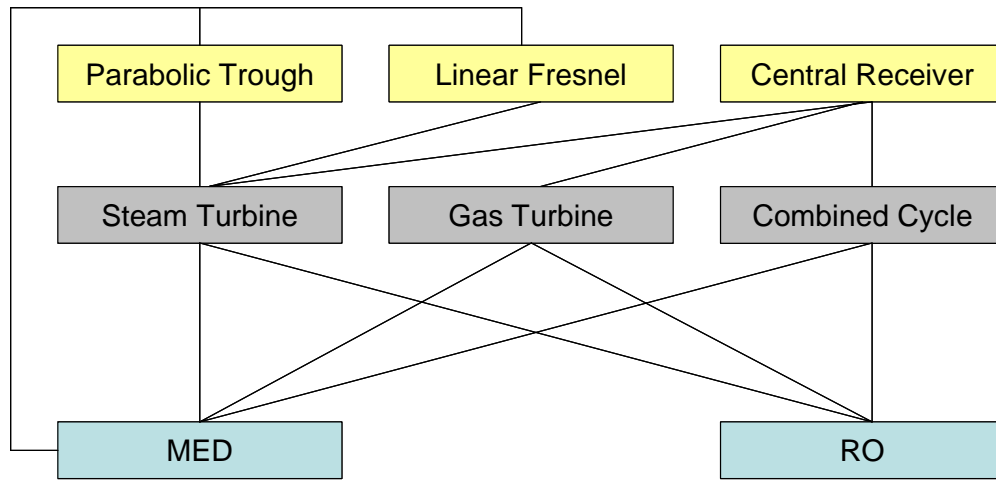 Parabolic Trough
Linear Fresnel
Central Receiver
Steam Turbine
Gas Turbine
Combined Cycle
MED
RO